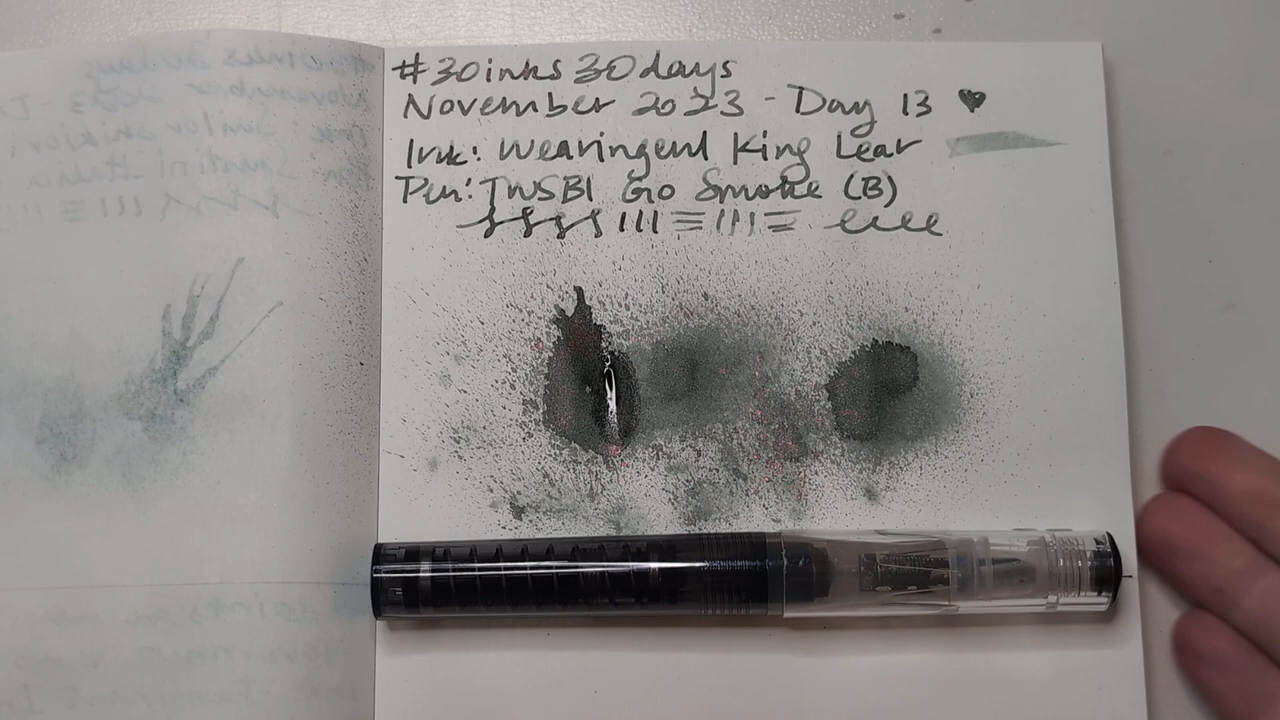 #30inks30days
November 2023 - Day 13 ♥
Ink: Wearingeul King Lear
Pen: TWSBI Go Smoke (B)